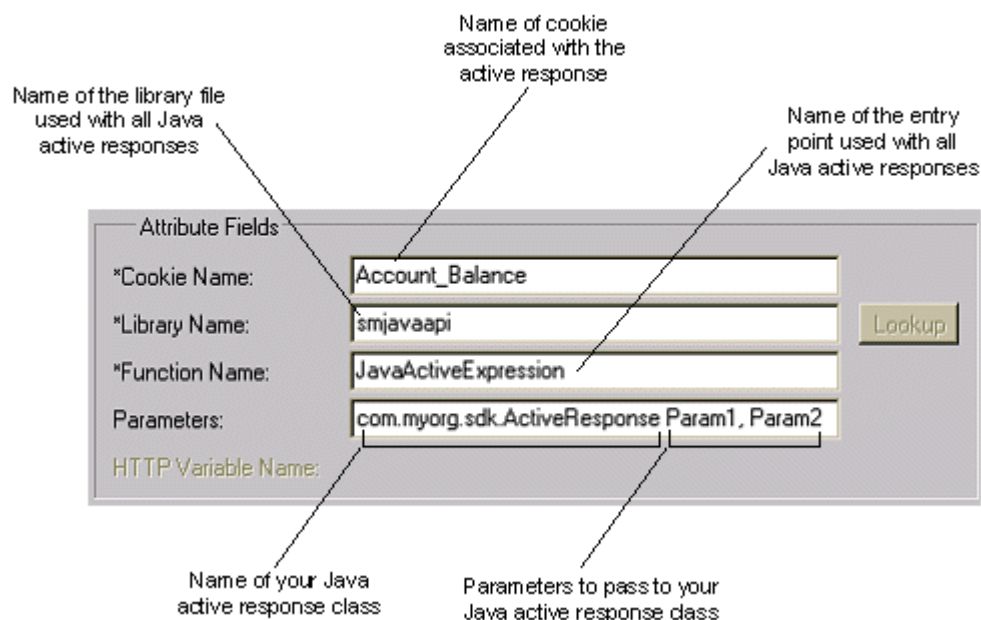 Name of cookie
associated with the
active response
Name of the library file
used with all Java
active responses
Name of the entry
point used with all
Java active responses
Attribute Fields
*Cookie Name:
Account_Balance
*Library Name:
smjavaapi
Lookup
*Function Name:
JavaActiveExpression
Parameters:
com.myorg.sdk.ActiveResponse Param1, Param2
HTTP Variable Name:
Name of your Java
active response class
Parameters to pass to your
Java active response class